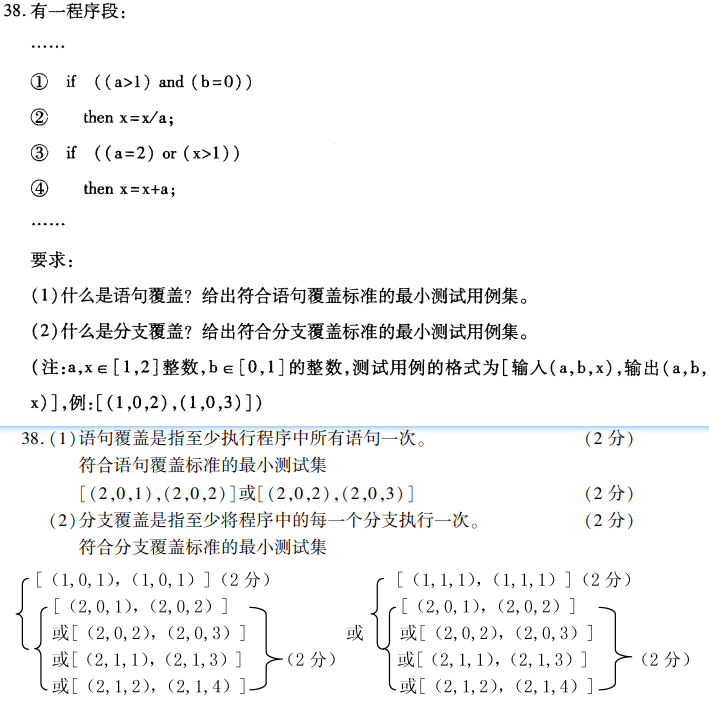 38.有一程序段:
……
① if ((a>1) and (b=0))
② then x=x/a;
③ if ((a=2) or (x>1))
④ then x=x+a;
……
要求:
(1)什么是语句覆盖?给出符合语句覆盖标准的最小测试用例集。
(2)什么是分支覆盖?给出符合分支覆盖标准的最小测试用例集。
(注:a,x∈[1,2]整数,b∈[0,1]的整数,测试用例的格式为[输入(a,b,x),输出(a,b,
x)],例:[(1,0,2),(1,0,3)])
38.(1)语句覆盖是指至少执行程序中所有语句一次。 (2分)
符合语句覆盖标准的最小测试集
[(2,0,1),(2,0,2)]或[(2,0,2),(2,0,3)] (2分)
(2)分支覆盖是指至少将程序中的每一个分支执行一次。 (2分)
符合分支覆盖标准的最小测试集
[(1,0,1),(1,0,1)](2分) [(1,1,1),(1,1,1)](2分)
[(2,0,1),(2,0,2)] [(2,0,1),(2,0,2)]
或[(2,0,2),(2,0,3)] 或 或[(2,0,2),(2,0,3)]
或[(2,1,1),(2,1,3)] (2分) 或[(2,1,1),(2,1,3)] (2分)
或[(2,1,2),(2,1,4)] 或[(2,1,2),(2,1,4)]